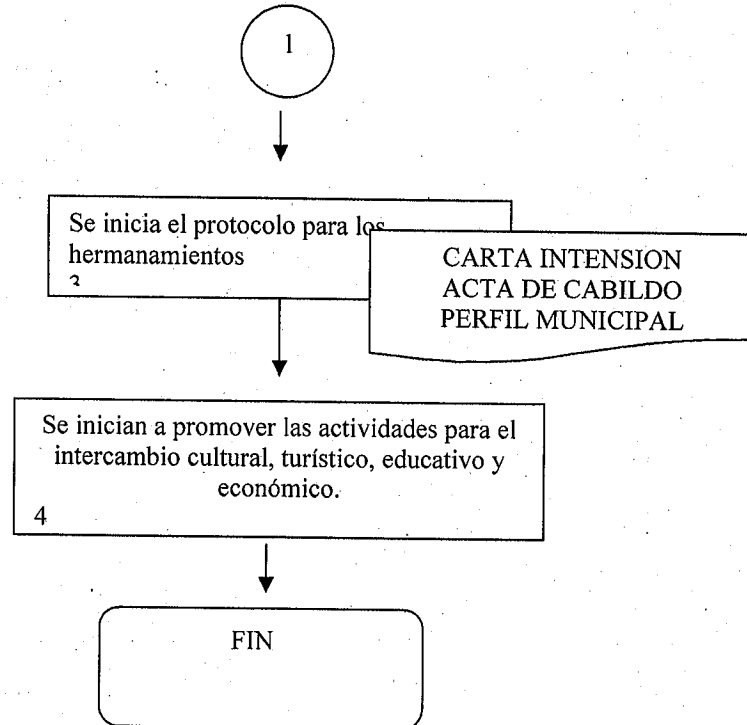 1
Se inicia el protocolo para los
hermanamientos
3
CARTA INTENSION
ACTA DE CABILDO
PERFIL MUNICIPAL
Se inician a promover las actividades para el
intercambio cultural, turístico, educativo y
económico.
4
FIN